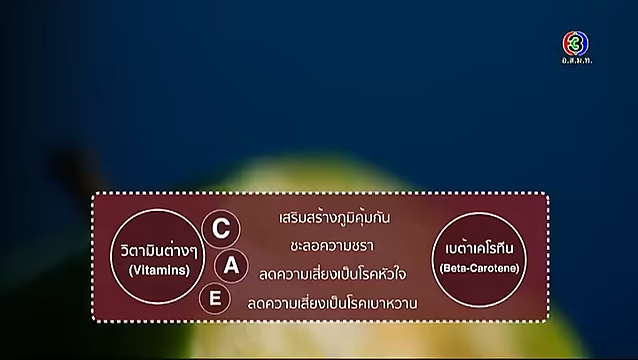 3
อ.ส.ม.ท.
วิตามินต่างๆ
(Vitamins)
C
A
E
เสริมสร้างภูมิคุ้มกัน
ชะลอความชรา
ลดความเสี่ยงเป็นโรคหัวใจ
ลดความเสี่ยงเป็นโรคเบาหวาน
เบต้าเคโรทีน
(Beta-Carotene)